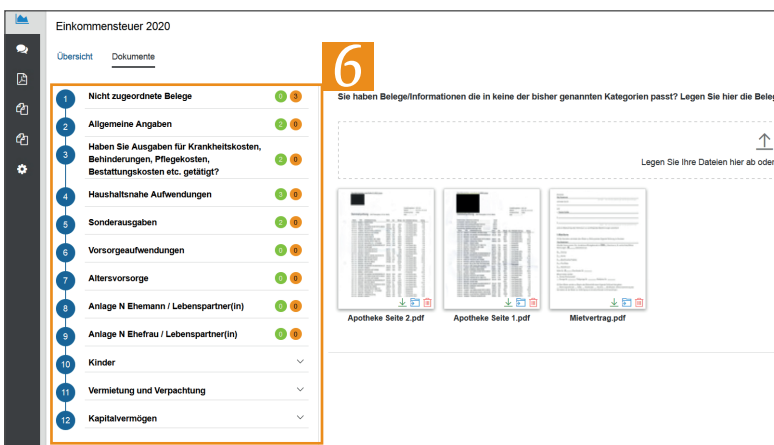 Einkommensteuer 2020
Übersicht Dokumente
6
1 Nicht zugeordnete Belege 0 3
2 Allgemeine Angaben 2 0
3 Haben Sie Ausgaben für Krankheitskosten,
Behinderungen, Pflegekosten,
Bestattungskosten etc. getätigt? 2 0
4 Haushaltsnahe Aufwendungen 3 0
5 Sonderausgaben 2 0
6 Vorsorgeaufwendungen 0 0
7 Altersvorsorge 0 0
8 Anlage N Ehemann / Lebenspartner(in) 0 0
9 Anlage N Ehefrau / Lebenspartner(in) 0 0
10 Kinder
11 Vermietung und Verpachtung
12 Kapitalvermögen
Sie haben Belege/Informationen die in keine der bisher genannten Kategorien passt? Legen Sie hier die Beleg
Legen Sie Ihre Dateien hier ab oder
Apotheke Seite 2.pdf Apotheke Seite 1.pdf Mietvertrag.pdf